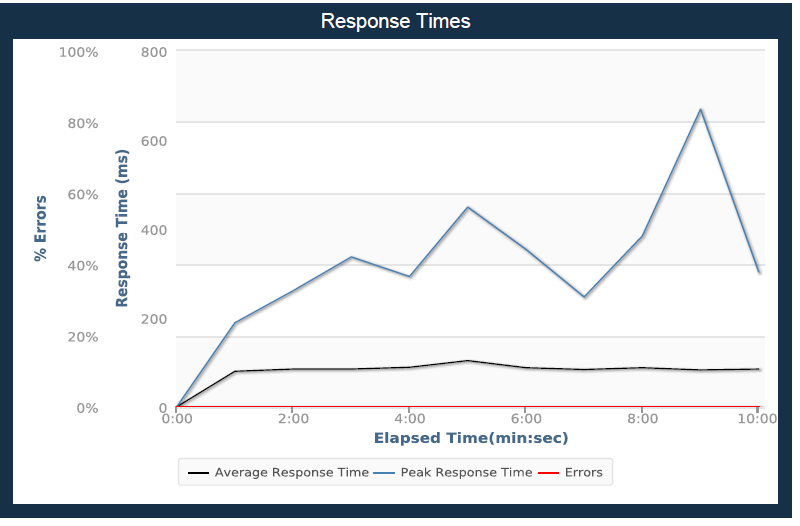 Response Times
100%
80%
60%
40%
20%
0%
% Errors
800
600
400
200
0
Response Time (ms)
0:00 2:00 4:00 6:00 8:00 10:00
Elapsed Time(min:sec)
Average Response Time Peak Response Time Errors